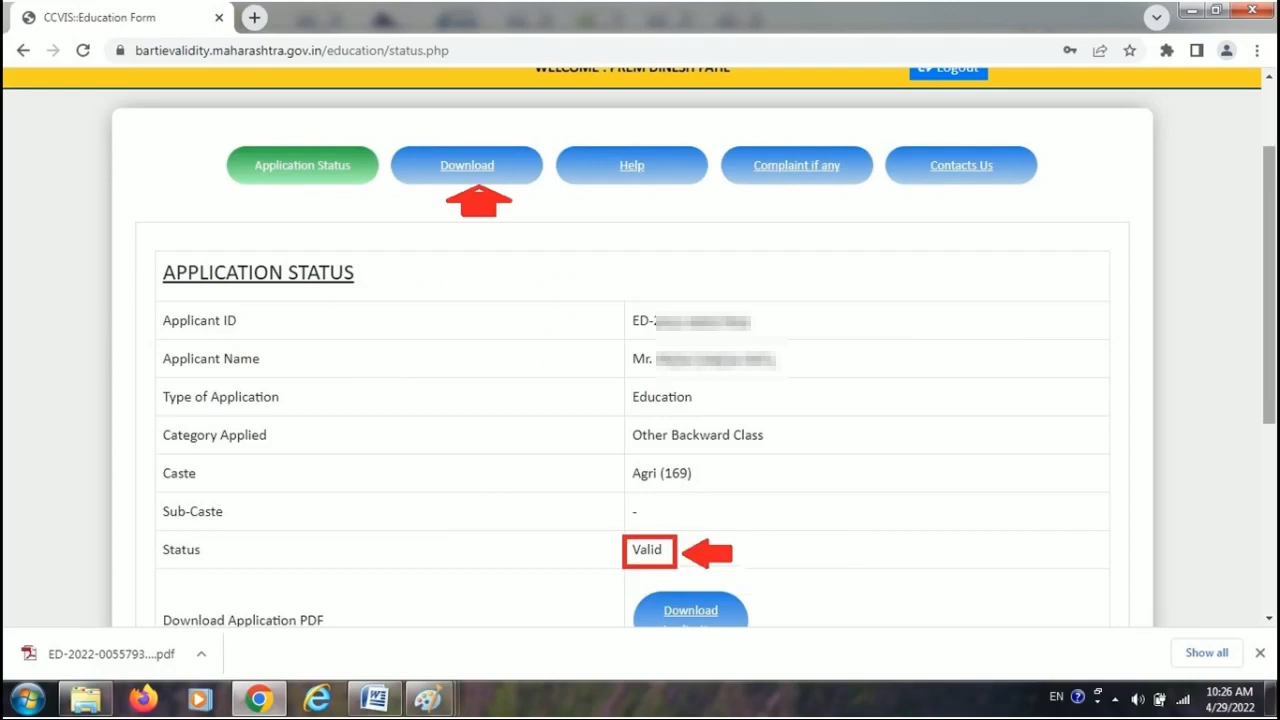 CCVIS::Education Form
bartievalidity.maharashtra.gov.in/education/status.php
WELCOME : PREM DINESH
Logout
Application Status
Download
Help
Complaint if any
Contacts Us
APPLICATION STATUS
Applicant ID ED-
Applicant Name Mr.
Type of Application Education
Category Applied Other Backward Class
Caste Agri (169)
Sub-Caste -
Status Valid
Download Application PDF Download
ED-2022-0055793....pdf
Show all
EN
10:26 AM
4/29/2022